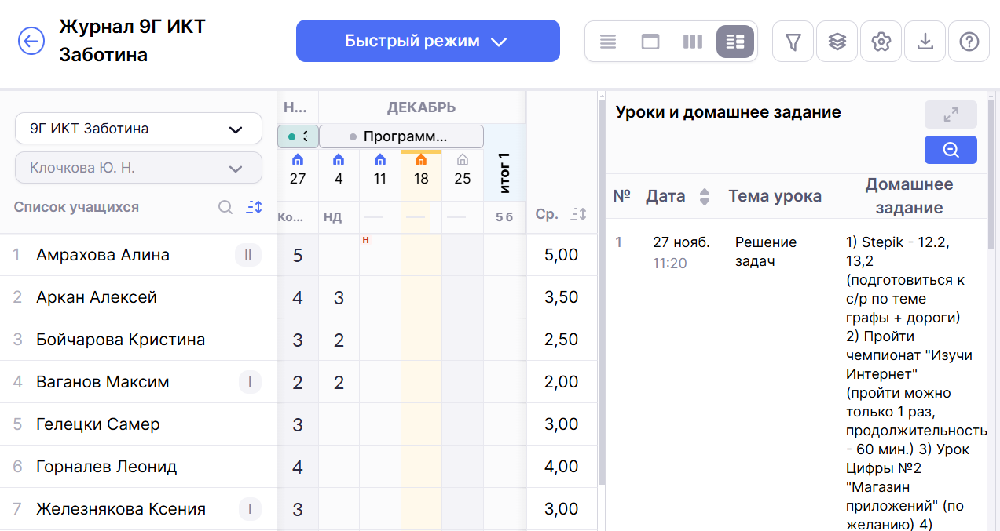 Журнал 9Г ИКТ
Заботина
Быстрый режим
9Г ИКТ Заботина
Клочкова Ю. Н.
Список учащихся
Н... ДЕКАБРЬ
Программ...
27 4 11 18 25 итог 1
Ко... НД — — — 5 6 Ср.
1 Амрахова Алина II 5 Н 5,00
2 Аркан Алексей 4 3 3,50
3 Бойчарова Кристина 3 2 2,50
4 Ваганов Максим I 2 2 2,00
5 Гелецки Самер 3 3,00
6 Горналев Леонид 4 4,00
7 Железнякова Ксения I 3 3,00
Уроки и домашнее задание
№ Дата Тема урока Домашнее
задание
1 27 нояб.
11:20
Решение
задач
1) Stepik - 12.2,
13,2
(подготовиться к
с/р по теме
графы + дороги)
2) Пройти
чемпионат "Изучи
Интернет"
(пройти можно
только 1 раз,
продолжительность
- 60 мин.) 3) Урок
Цифры №2
"Магазин
приложений" (по
желанию) 4)